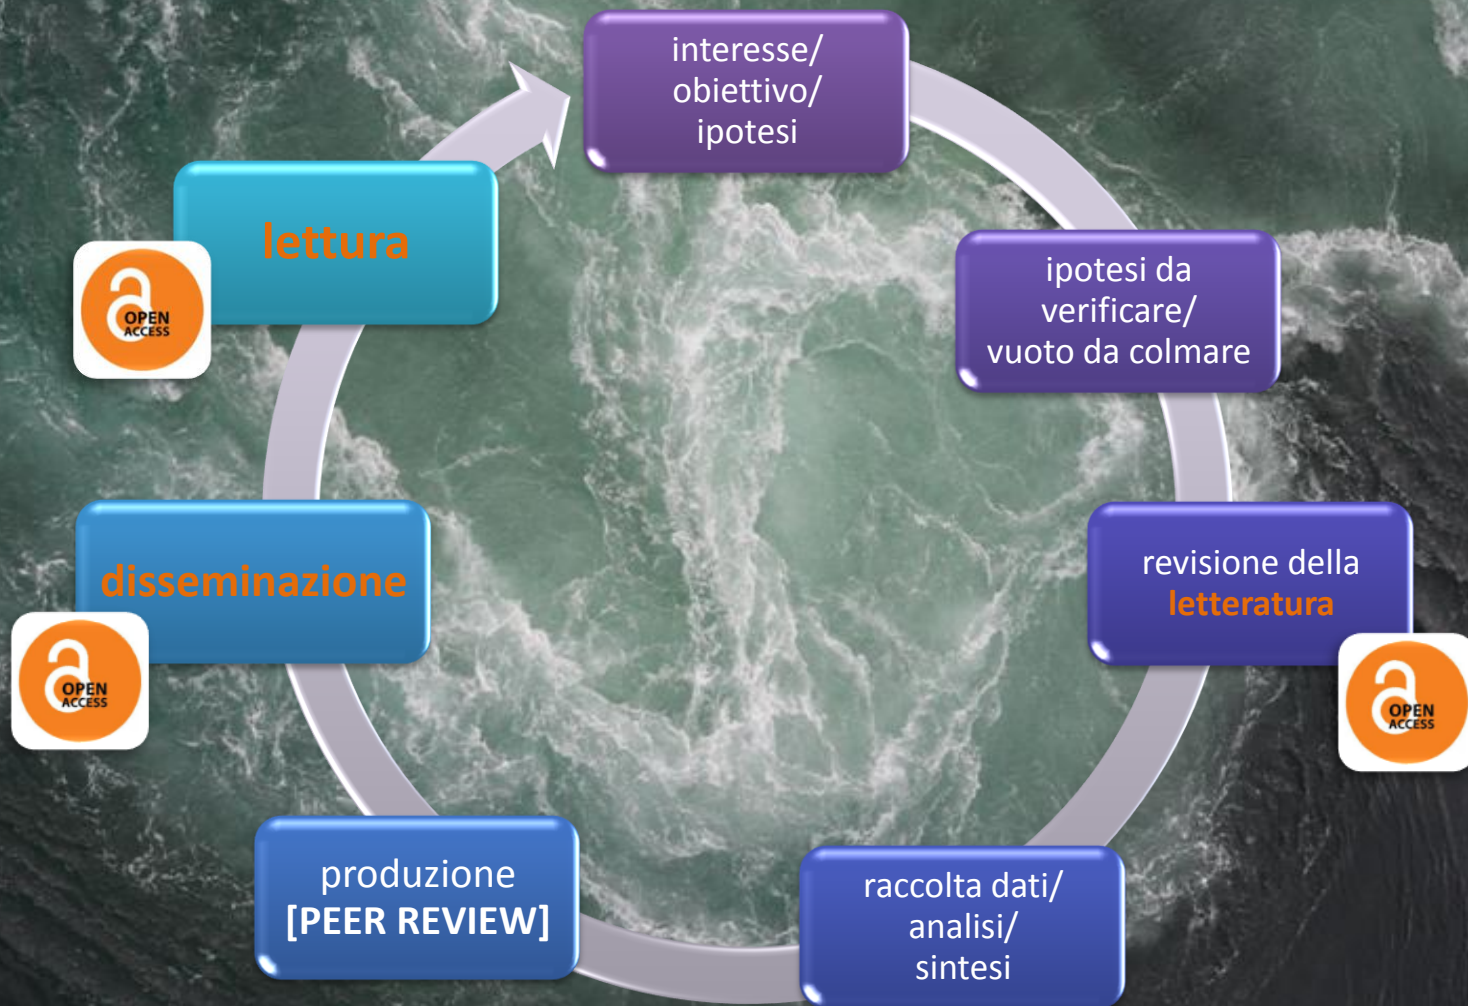 interesse/
obiettivo/
ipotesi
ipotesi da
verificare/
vuoto da colmare
revisione della
letteratura
OPEN
ACCESS
raccolta dati/
analisi/
sintesi
produzione
[PEER REVIEW]
disseminazione
OPEN
ACCESS
lettura
OPEN
ACCESS